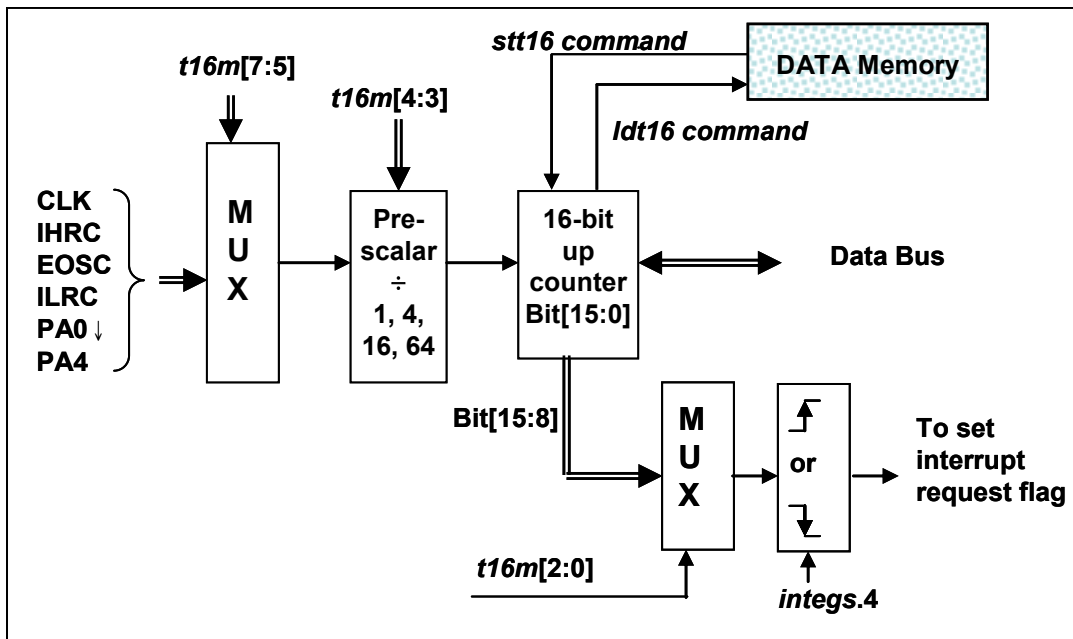 stt16 command
DATA Memory
t16m[7:5]
t16m[4:3]
ldt16 command
CLK
IHRC
EOSC
ILRC
PA0 ↓
PA4
M
U
X
Pre-
scalar
÷
1, 4,
16, 64
16-bit
up
counter
Bit[15:0]
Data Bus
Bit[15:8]
M
U
X
or
To set
interrupt
request flag
t16m[2:0]
integs.4